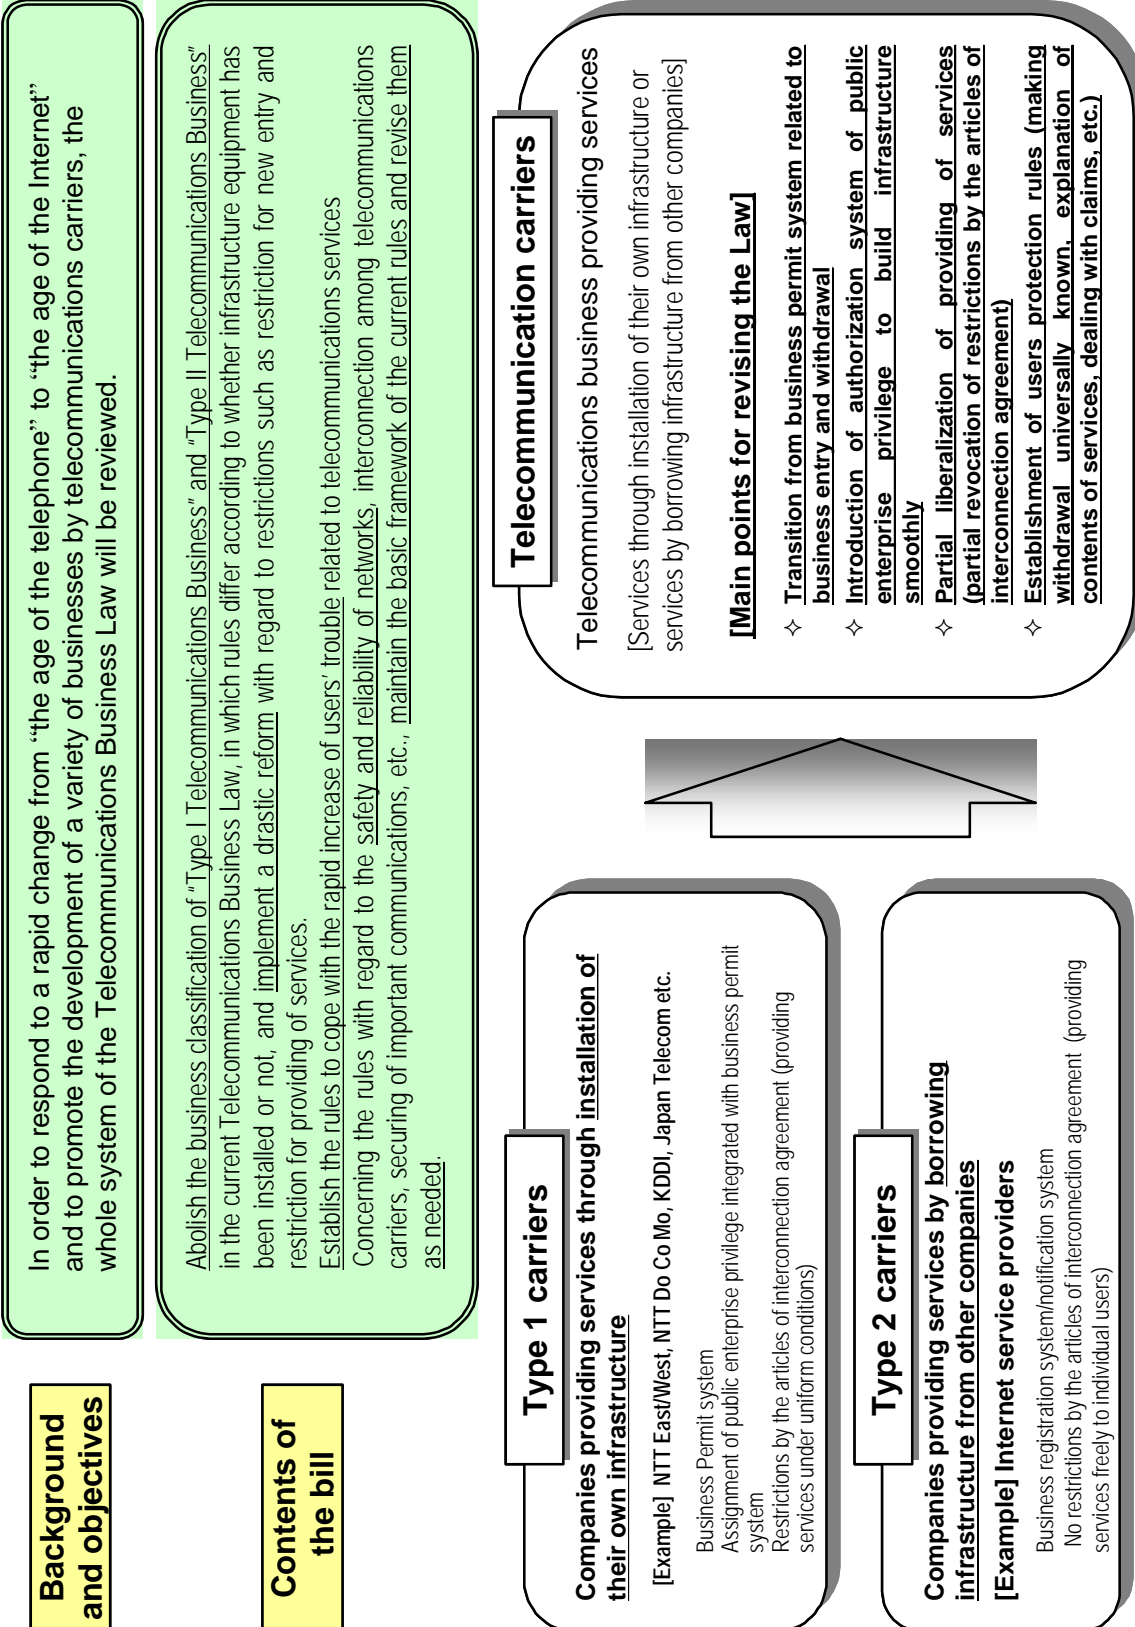 Background
and objectives
In order to respond to a rapid change from “the age of the telephone” to “the age of the Internet”
and to promote the development of a variety of businesses by telecommunications carriers, the
whole system of the Telecommunications Business Law will be reviewed.
Contents of
the bill
Abolish the business classification of “Type I Telecommunications Business” and “Type II Telecommunications Business”
in the current Telecommunications Business Law, in which rules differ according to whether infrastructure equipment has
been installed or not, and implement a drastic reform with regard to restrictions such as restriction for new entry and
restriction for providing of services.
Establish the rules to cope with the rapid increase of users’ trouble related to telecommunications services
Concerning the rules with regard to the safety and reliability of networks, interconnection among telecommunications
carriers, securing of important communications, etc., maintain the basic framework of the current rules and revise them
as needed.
Type 1 carriers
Companies providing services through installation of
their own infrastructure
[Example] NTT East/West, NTT Do Co Mo, KDDI, Japan Telecom etc.
Business Permit system
Assignment of public enterprise privilege integrated with business permit
system
Restrictions by the articles of interconnection agreement (providing
services under uniform conditions)
Type 2 carriers
Companies providing services by borrowing
infrastructure from other companies
[Example] Internet service providers
Business registration system/notification system
No restrictions by the articles of interconnection agreement (providing
services freely to individual users)
Telecommunication carriers
Telecommunications business providing services
[Services through installation of their own infrastructure or
services by borrowing infrastructure from other companies]
[Main points for revising the Law]
✧ Transition from business permit system related to
business entry and withdrawal
✧ Introduction of authorization system of public
enterprise privilege to build infrastructure
smoothly
✧ Partial liberalization of providing of services
(partial revocation of restrictions by the articles of
interconnection agreement)
✧ Establishment of users protection rules (making
withdrawal universally known, explanation of
contents of services, dealing with claims, etc.)